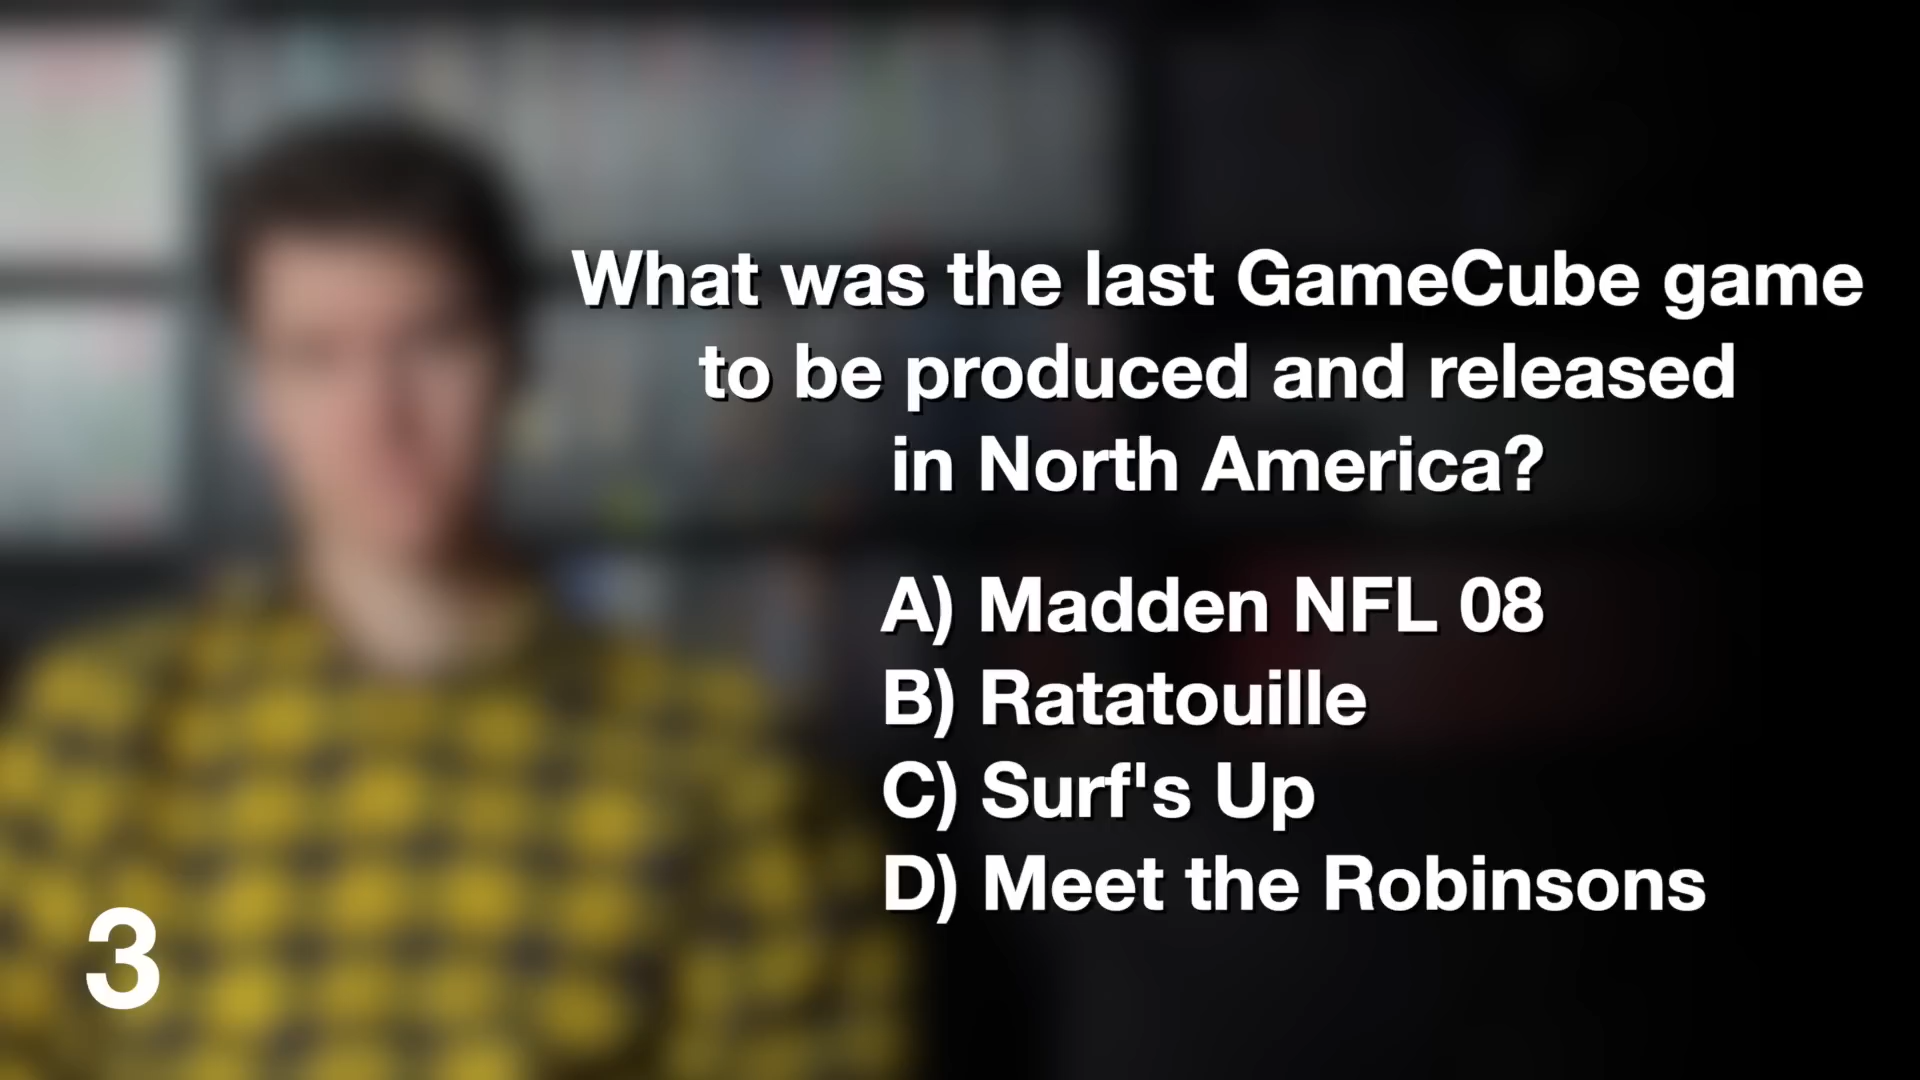 What was the last GameCube game
to be produced and released
in North America?
A) Madden NFL 08
B) Ratatouille
C) Surf's Up
D) Meet the Robinsons
3